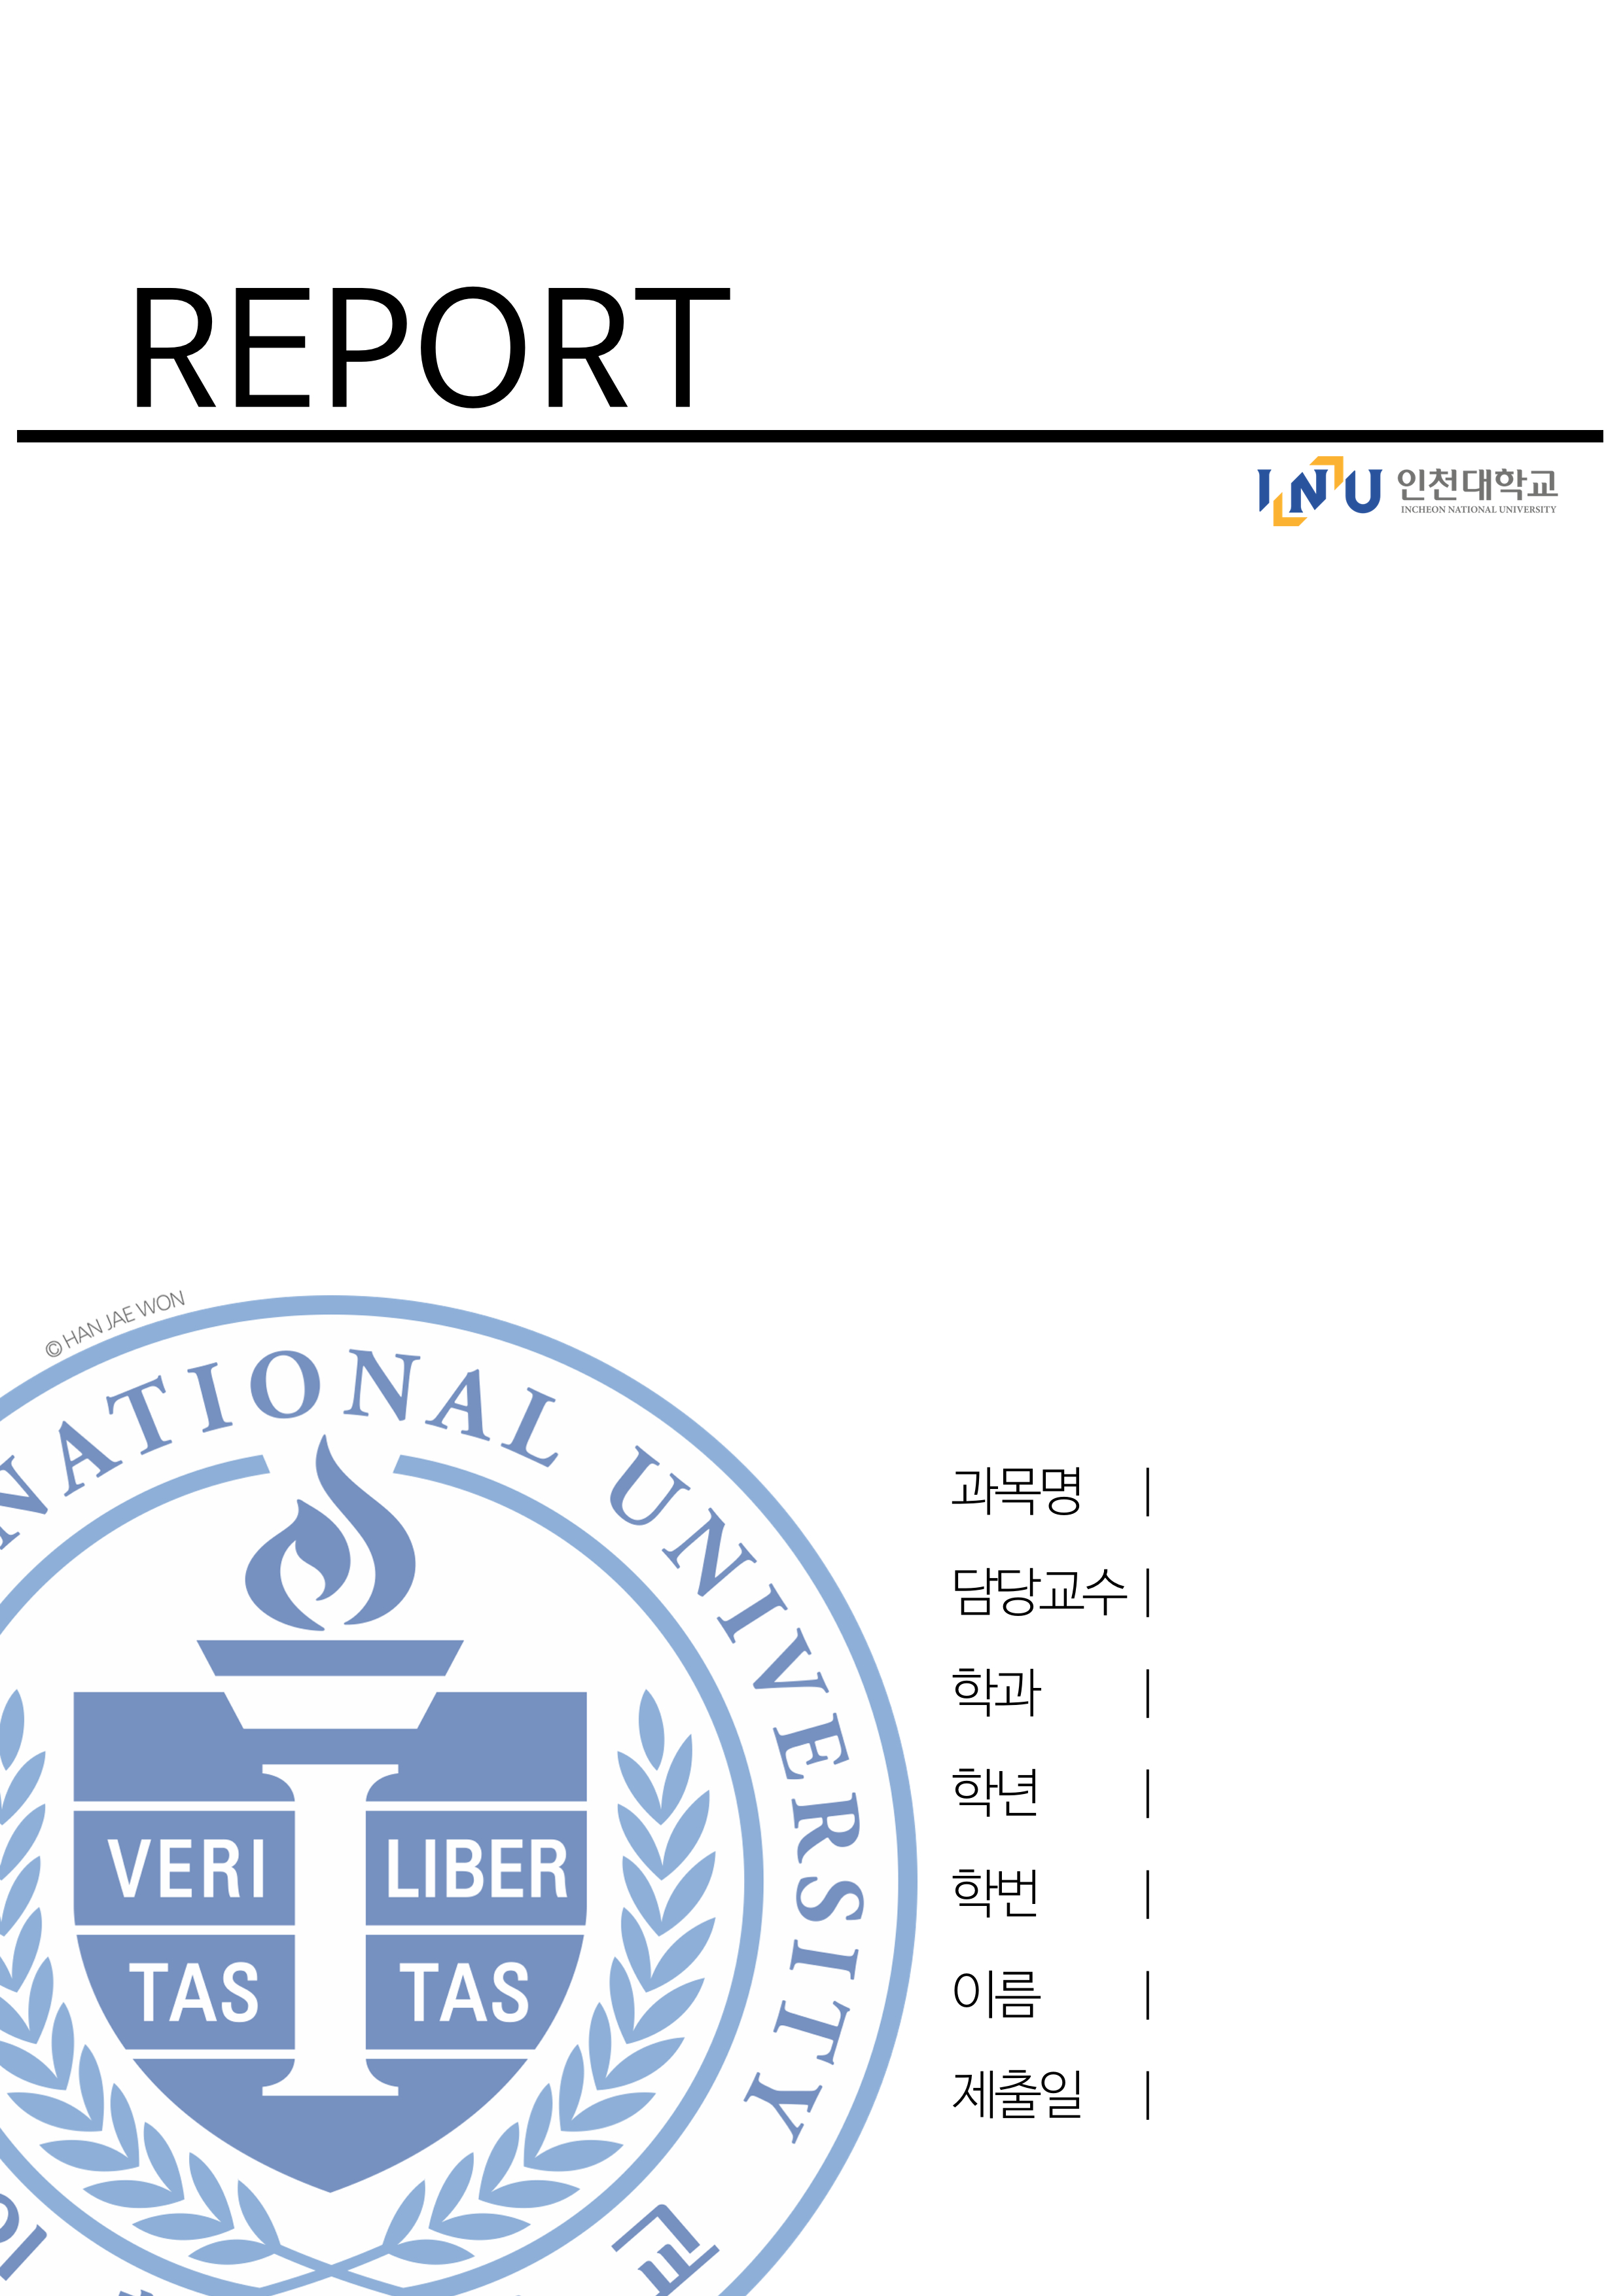 REPORT
INU 인천대학교
INCHEON NATIONAL UNIVERSITY
© HAN JAE WON
NATIONAL UNIVERSITY
VERI LIBER
TAS TAS
과목명 |
담당교수 |
학과 |
학년 |
학번 |
이름 |
제출일 |
교